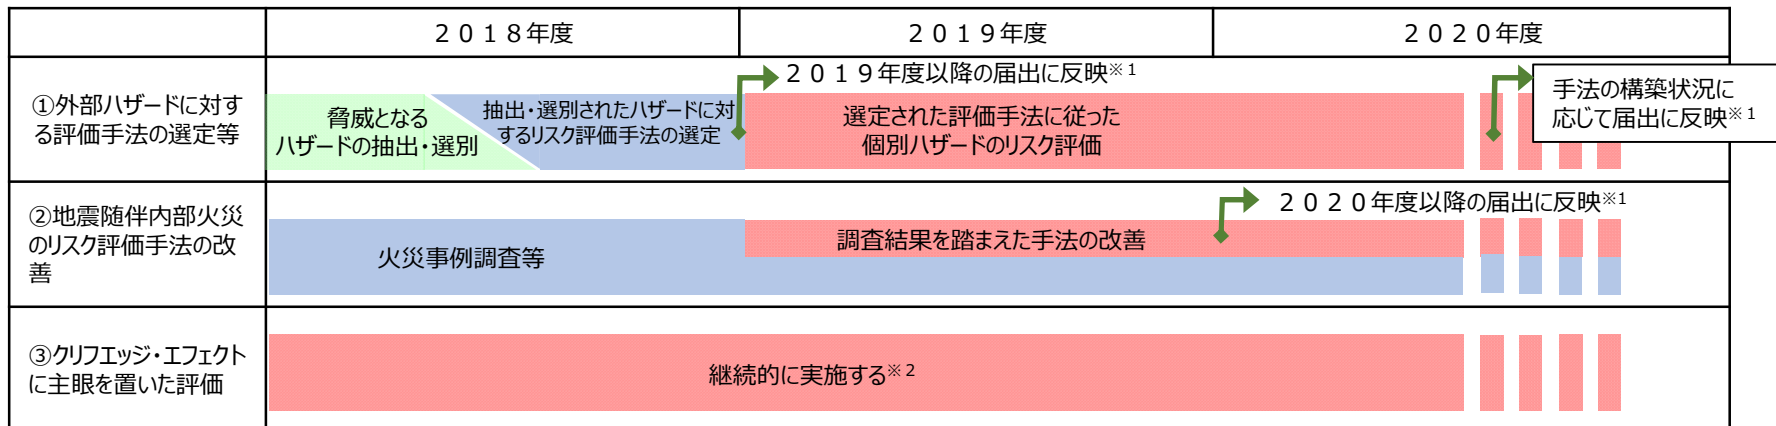 ２０１８年度
２０１９年度
２０２０年度
①外部ハザードに対す
る評価手法の選定等
脅威となる
ハザードの抽出・選別
抽出・選別されたハザードに対
するリスク評価手法の選定
２０１９年度以降の届出に反映※1
選定された評価手法に従った
個別ハザードのリスク評価
手法の構築状況に
応じて届出に反映※1
②地震随伴内部火災
のリスク評価手法の改
善
火災事例調査等
２０２０年度以降の届出に反映※1
調査結果を踏まえた手法の改善
③クリフエッジ・エフェクト
に主眼を置いた評価
継続的に実施する※2